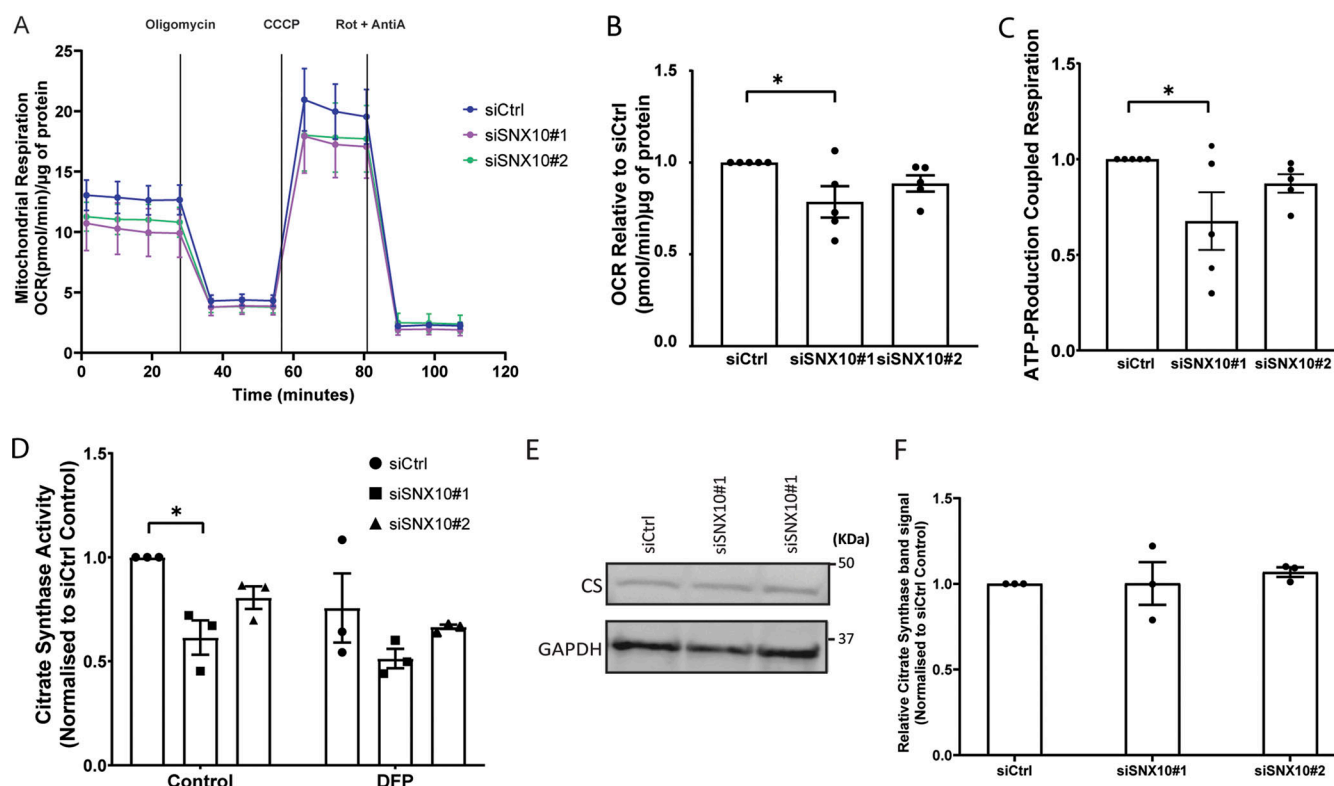 A
Oligomycin
CCCP
Rot + AntiA
Mitochondrial Respiration
OCR(pmol/min)/µg of protein
25
20
15
10
5
0
0
20
40
60
80
100
120
Time (minutes)
siCtrl
siSNX10#1
siSNX10#2
B
OCR Relative to siCtrl
(pmol/min)µg of protein
1.5
1.0
0.5
0.0
*
siCtrl
siSNX10#1
siSNX10#2
C
ATP-PRoduction Coupled Respiration
1.5
1.0
0.5
0.0
*
siCtrl
siSNX10#1
siSNX10#2
D
Citrate Synthase Activity
(Normalised to siCtrl Control)
1.5
1.0
0.5
0.0
*
siCtrl
siSNX10#1
siSNX10#2
Control
DFP
E
siCtrl
siSNX10#1
siSNX10#1
(KDa)
CS
50
GAPDH
37
F
Relative Citrate Synthase band signal
(Normalised to siCtrl Control)
1.5
1.0
0.5
0.0
siCtrl
siSNX10#1
siSNX10#2